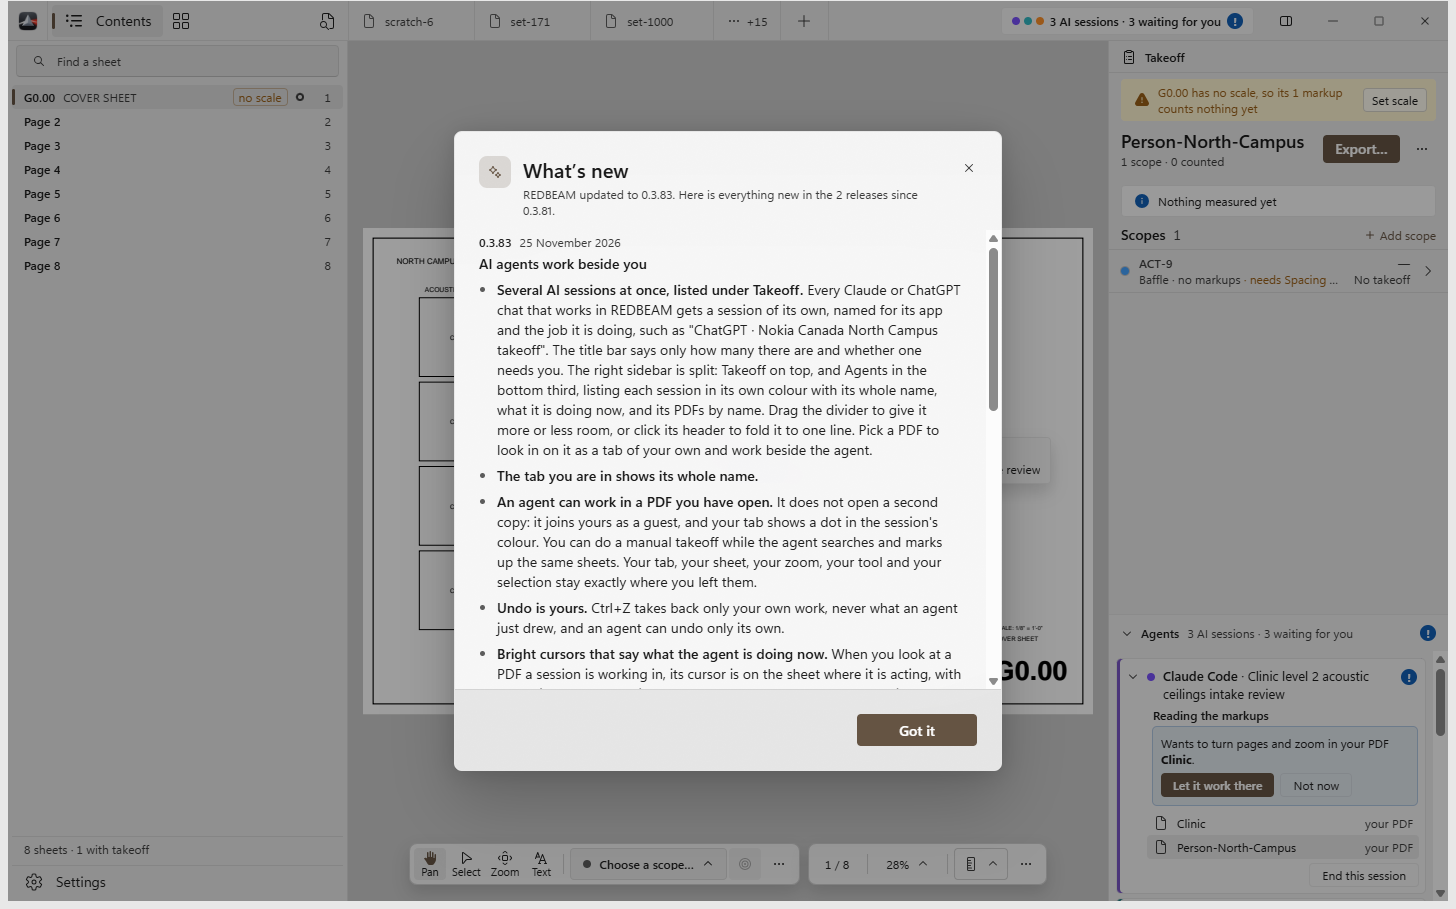 Contents
scratch-6
set-171
set-1000
··· +15
3 AI sessions · 3 waiting for you
Find a sheet
G0.00 COVER SHEET no scale 1
Page 2 2
Page 3 3
Page 4 4
Page 5 5
Page 6 6
Page 7 7
Page 8 8
8 sheets · 1 with takeoff
Settings
NORTH CAMPU
ACOUST
What's new
REDBEAM updated to 0.3.83. Here is everything new in the 2 releases since
0.3.81.
0.3.83 25 November 2026
AI agents work beside you
• Several AI sessions at once, listed under Takeoff. Every Claude or ChatGPT
chat that works in REDBEAM gets a session of its own, named for its app
and the job it is doing, such as "ChatGPT · Nokia Canada North Campus
takeoff". The title bar says only how many there are and whether one
needs you. The right sidebar is split: Takeoff on top, and Agents in the
bottom third, listing each session in its own colour with its whole name,
what it is doing now, and its PDFs by name. Drag the divider to give it
more or less room, or click its header to fold it to one line. Pick a PDF to
look in on it as a tab of your own and work beside the agent.
• The tab you are in shows its whole name.
• An agent can work in a PDF you have open. It does not open a second
copy: it joins yours as a guest, and your tab shows a dot in the session's
colour. You can do a manual takeoff while the agent searches and marks
up the same sheets. Your tab, your sheet, your zoom, your tool and your
selection stay exactly where you left them.
• Undo is yours. Ctrl+Z takes back only your own work, never what an agent
just drew, and an agent can undo only its own.
• Bright cursors that say what the agent is doing now. When you look at a
PDF a session is working in, its cursor is on the sheet where it is acting, with
Got it
review
ALE: 1/8" = 1'-0"
VER SHEET
G0.00
Pan
Select
Zoom
Text
Choose a scope...
1 / 8
28%
Takeoff
G0.00 has no scale, so its 1 markup
counts nothing yet
Set scale
Person-North-Campus
1 scope · 0 counted
Export...
Nothing measured yet
Scopes 1
+ Add scope
ACT-9 —
Baffle · no markups · needs Spacing ... No takeoff
Agents 3 AI sessions · 3 waiting for you
Claude Code · Clinic level 2 acoustic
ceilings intake review
Reading the markups
Wants to turn pages and zoom in your PDF
Clinic.
Let it work there
Not now
Clinic your PDF
Person-North-Campus your PDF
End this session